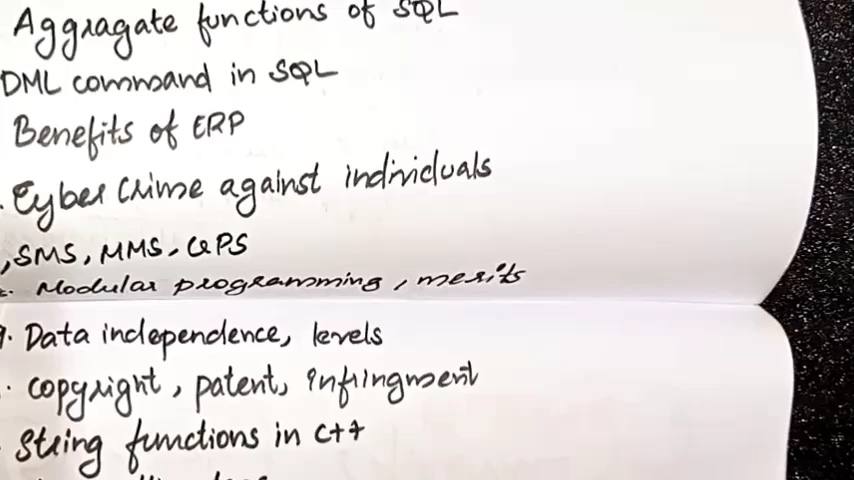 Aggragate functions of SQL
DML command in SQL
Benefits of ERP
Cyber Crime against individuals
, SMS, MMS, GPS
Modular programming, merits
9. Data independence, levels
. copyright, patent, infringment
String functions in C++